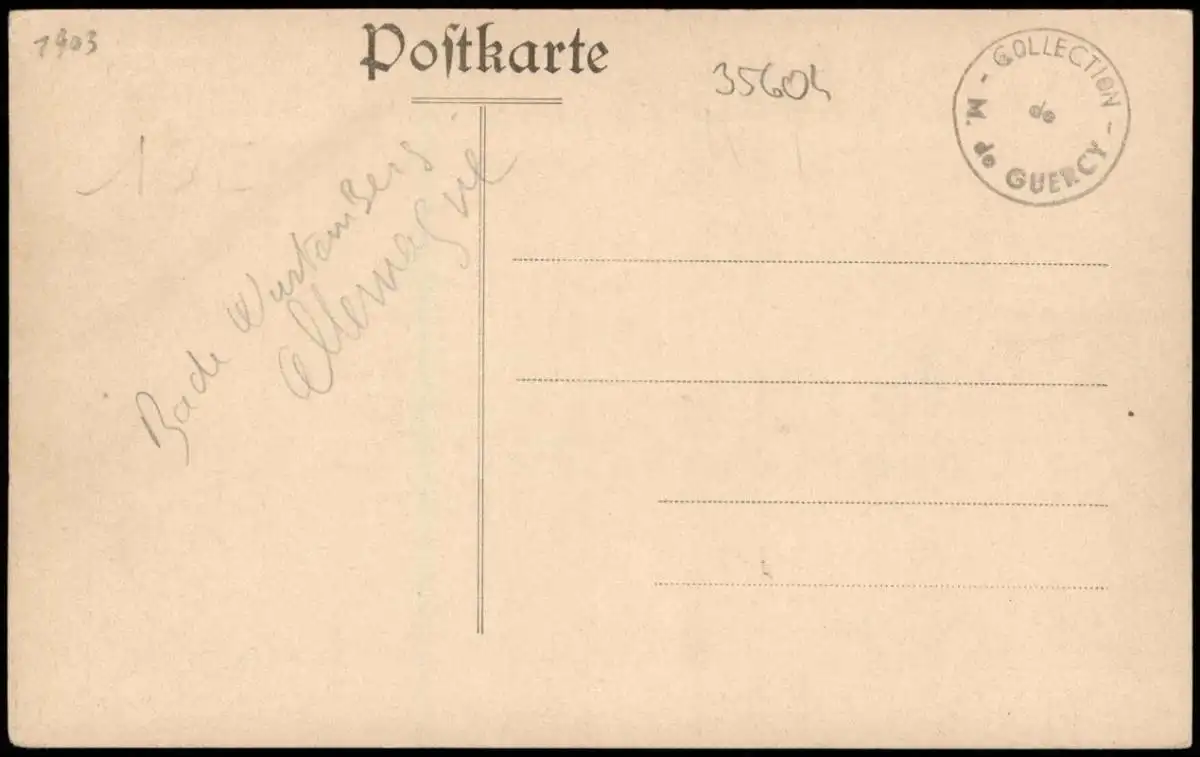 1903
Poſtkarte
35604
COLLECTION
de
- M. de GUERCY -
Bade Wurtemberg
Allemagne